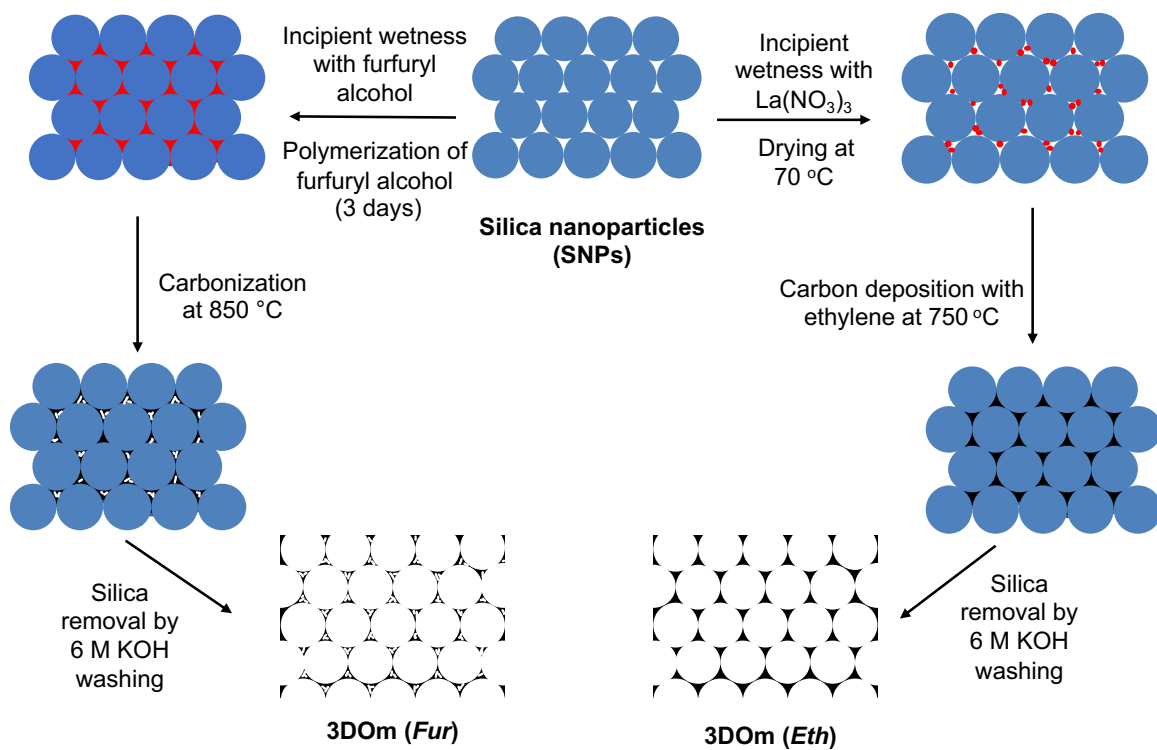 Incipient wetness
with furfuryl
alcohol
Polymerization of
furfuryl alcohol
(3 days)
Silica nanoparticles
(SNPs)
Incipient
wetness with
La(NO₃)₃
Drying at
70 °C
Carbonization
at 850 °C
Carbon deposition with
ethylene at 750 °C
Silica
removal by
6 M KOH
washing
3DOm (Fur)
3DOm (Eth)
Silica
removal by
6 M KOH
washing